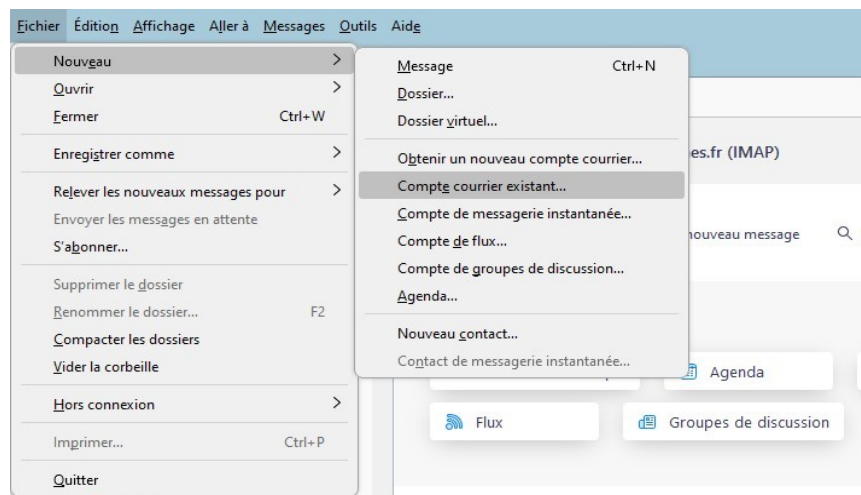 Fichier Édition Affichage Aller à Messages Outils Aide
Nouveau
Ouvrir
Fermer Ctrl+W
Enregistrer comme
Relever les nouveaux messages pour
Envoyer les messages en attente
S'abonner...
Supprimer le dossier
Renommer le dossier... F2
Compacter les dossiers
Vider la corbeille
Hors connexion
Imprimer... Ctrl+P
Quitter
Message Ctrl+N
Dossier...
Dossier virtuel...
Obtenir un nouveau compte courrier...
Compte courrier existant...
Compte de messagerie instantanée...
Compte de flux...
Compte de groupes de discussion...
Agenda...
Nouveau contact...
Contact de messagerie instantanée...
es.fr (IMAP)
nouveau message
Agenda
Flux
Groupes de discussion